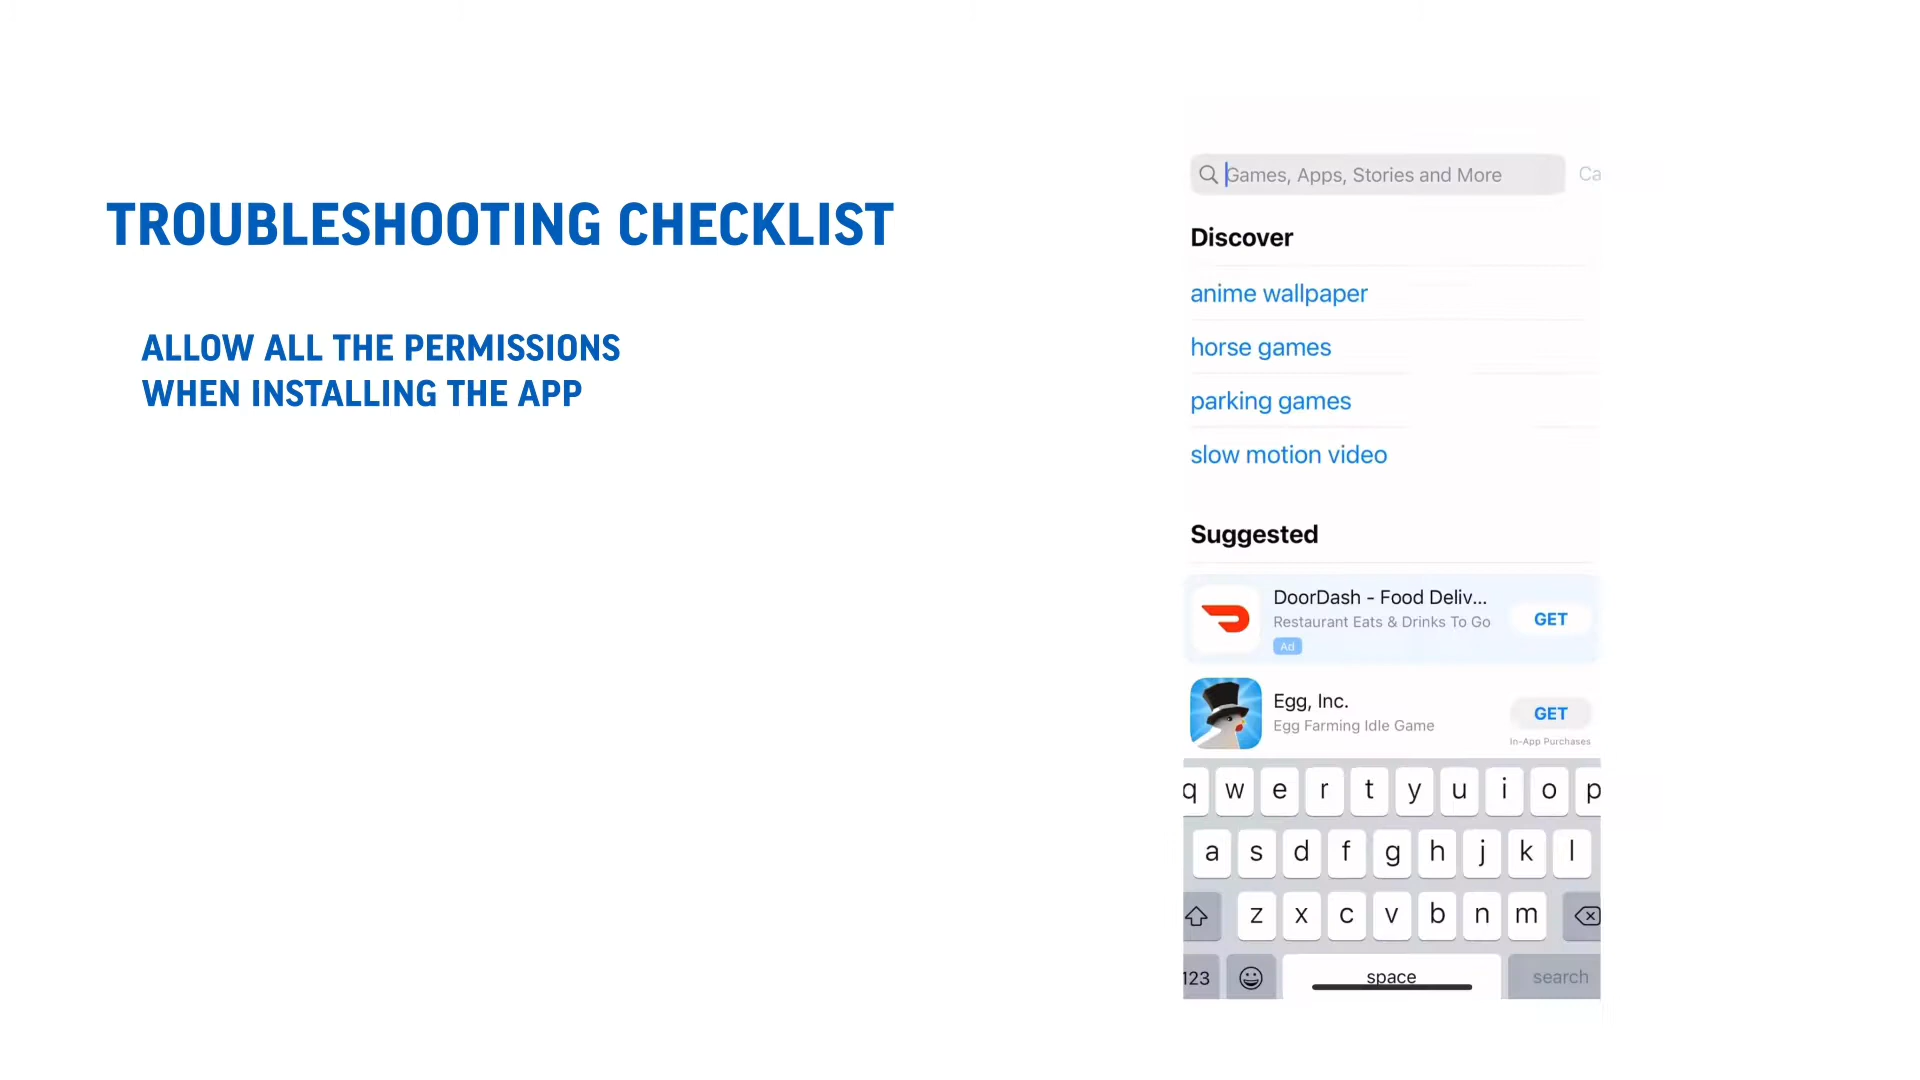 TROUBLESHOOTING CHECKLIST
ALLOW ALL THE PERMISSIONS
WHEN INSTALLING THE APP
Games, Apps, Stories and More
Ca
Discover
anime wallpaper
horse games
parking games
slow motion video
Suggested
DoorDash - Food Deliv...
Restaurant Eats & Drinks To Go
Ad
GET
Egg, Inc.
Egg Farming Idle Game
GET
In-App Purchases
q w e r t y u i o p
a s d f g h j k l
z x c v b n m
123 space search